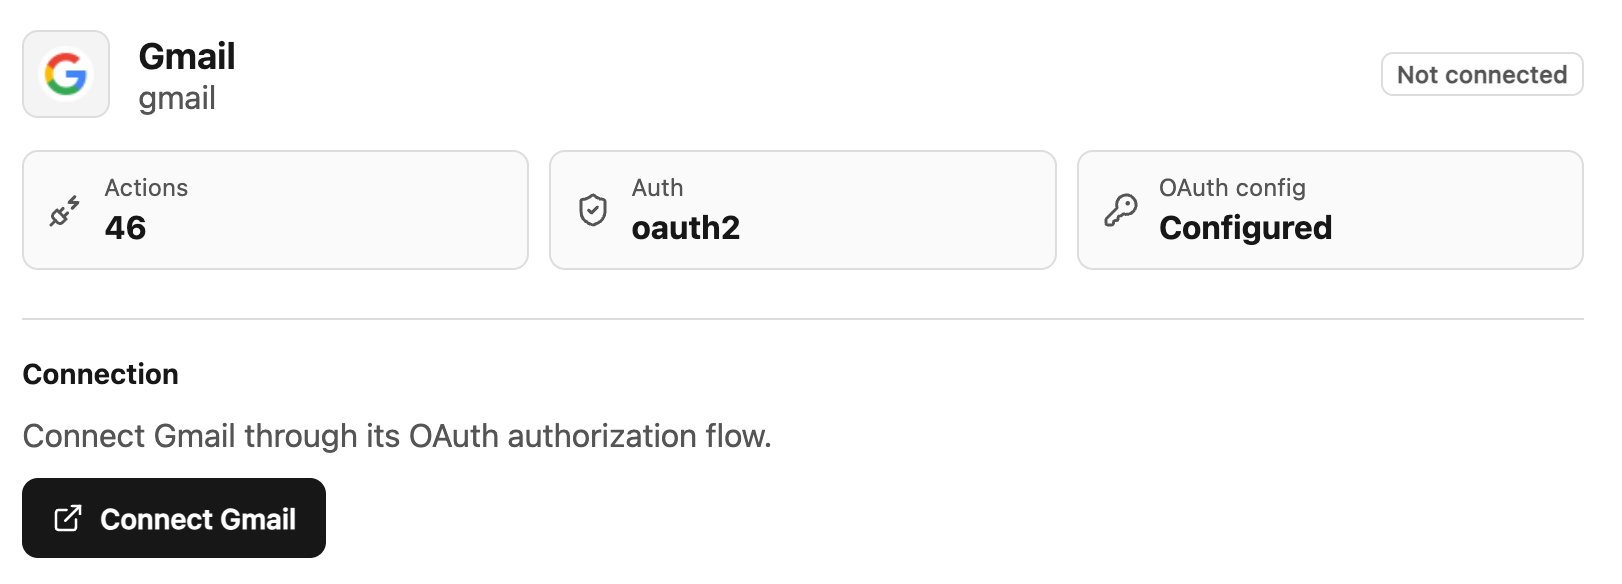 Gmail
gmail
Not connected
Actions
46
Auth
oauth2
OAuth config
Configured
Connection
Connect Gmail through its OAuth authorization flow.
Connect Gmail